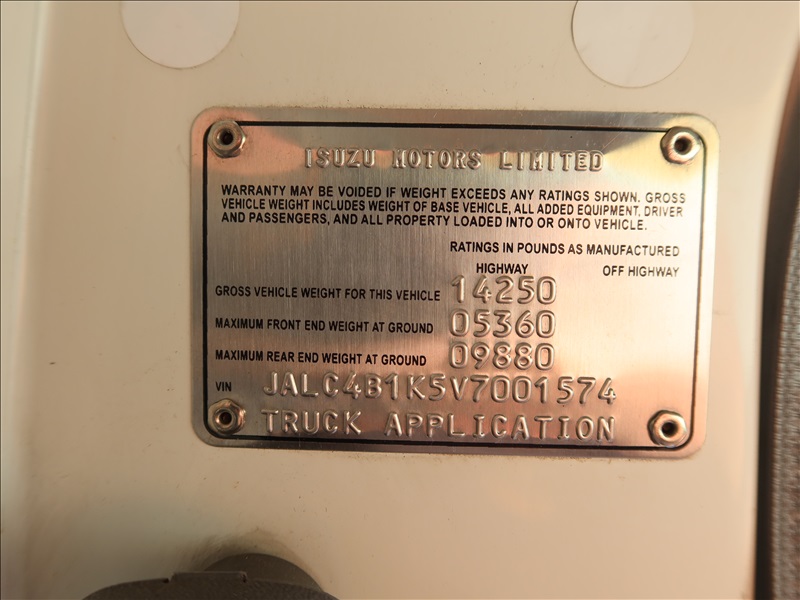 ISUZU MOTORS LIMITED
WARRANTY MAY BE VOIDED IF WEIGHT EXCEEDS ANY RATINGS SHOWN. GROSS
VEHICLE WEIGHT INCLUDES WEIGHT OF BASE VEHICLE, ALL ADDED EQUIPMENT, DRIVER
AND PASSENGERS, AND ALL PROPERTY LOADED INTO OR ONTO VEHICLE.
RATINGS IN POUNDS AS MANUFACTURED
HIGHWAY OFF HIGHWAY
GROSS VEHICLE WEIGHT FOR THIS VEHICLE 14250
MAXIMUM FRONT END WEIGHT AT GROUND 05360
MAXIMUM REAR END WEIGHT AT GROUND 09880
VIN JALC4B1K5V7001574
TRUCK APPLICATION